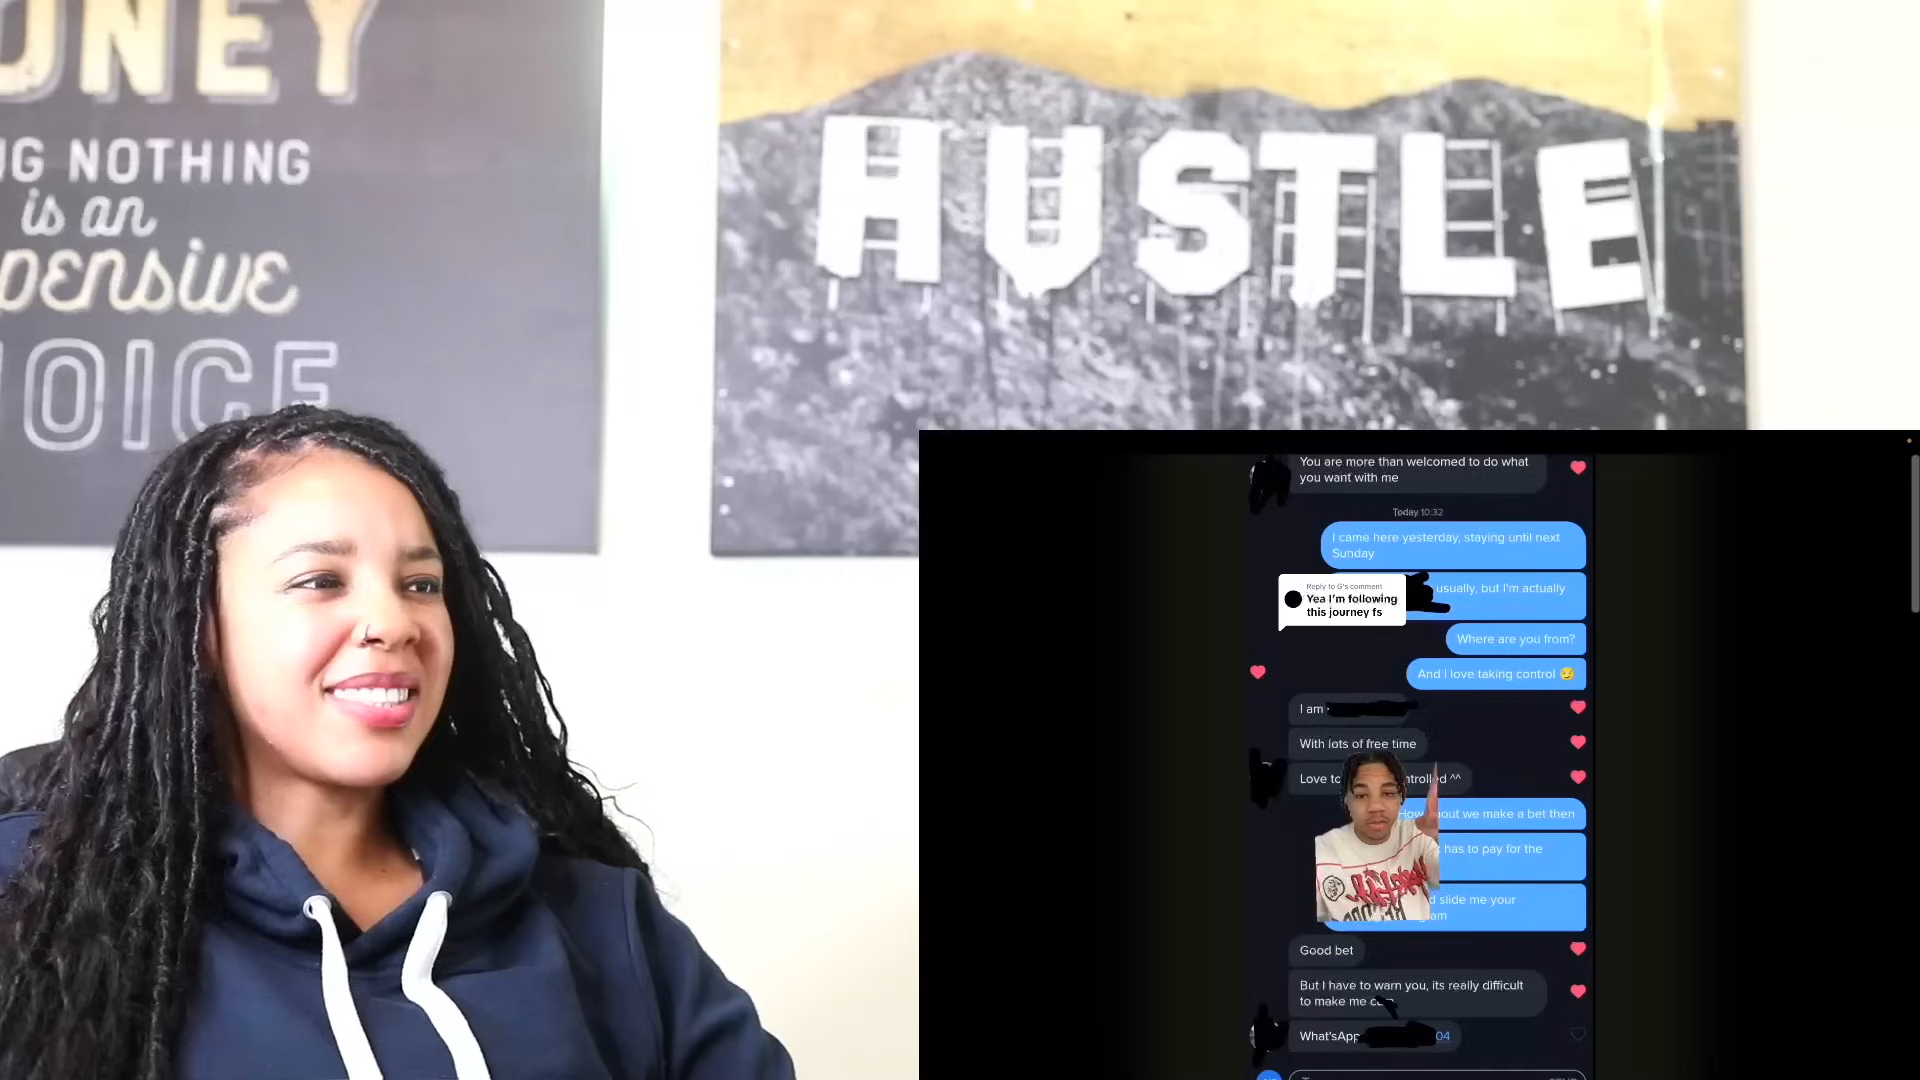 ONEY
NG NOTHING
is an
pensive
HOICE
HUSTLE
You are more than welcomed to do what
you want with me
Today 10:32
I came here yesterday, staying until next
Sunday
usually, but I'm actually
Reply to G's comment
Yea I'm following
this journey fs
Where are you from?
And I love taking control 😏
I am
With lots of free time
Love to
^^
we make a bet then
has to pay for the
slide me your
Good bet
But I have to warn you, its really difficult
to make me
What'sApp
04